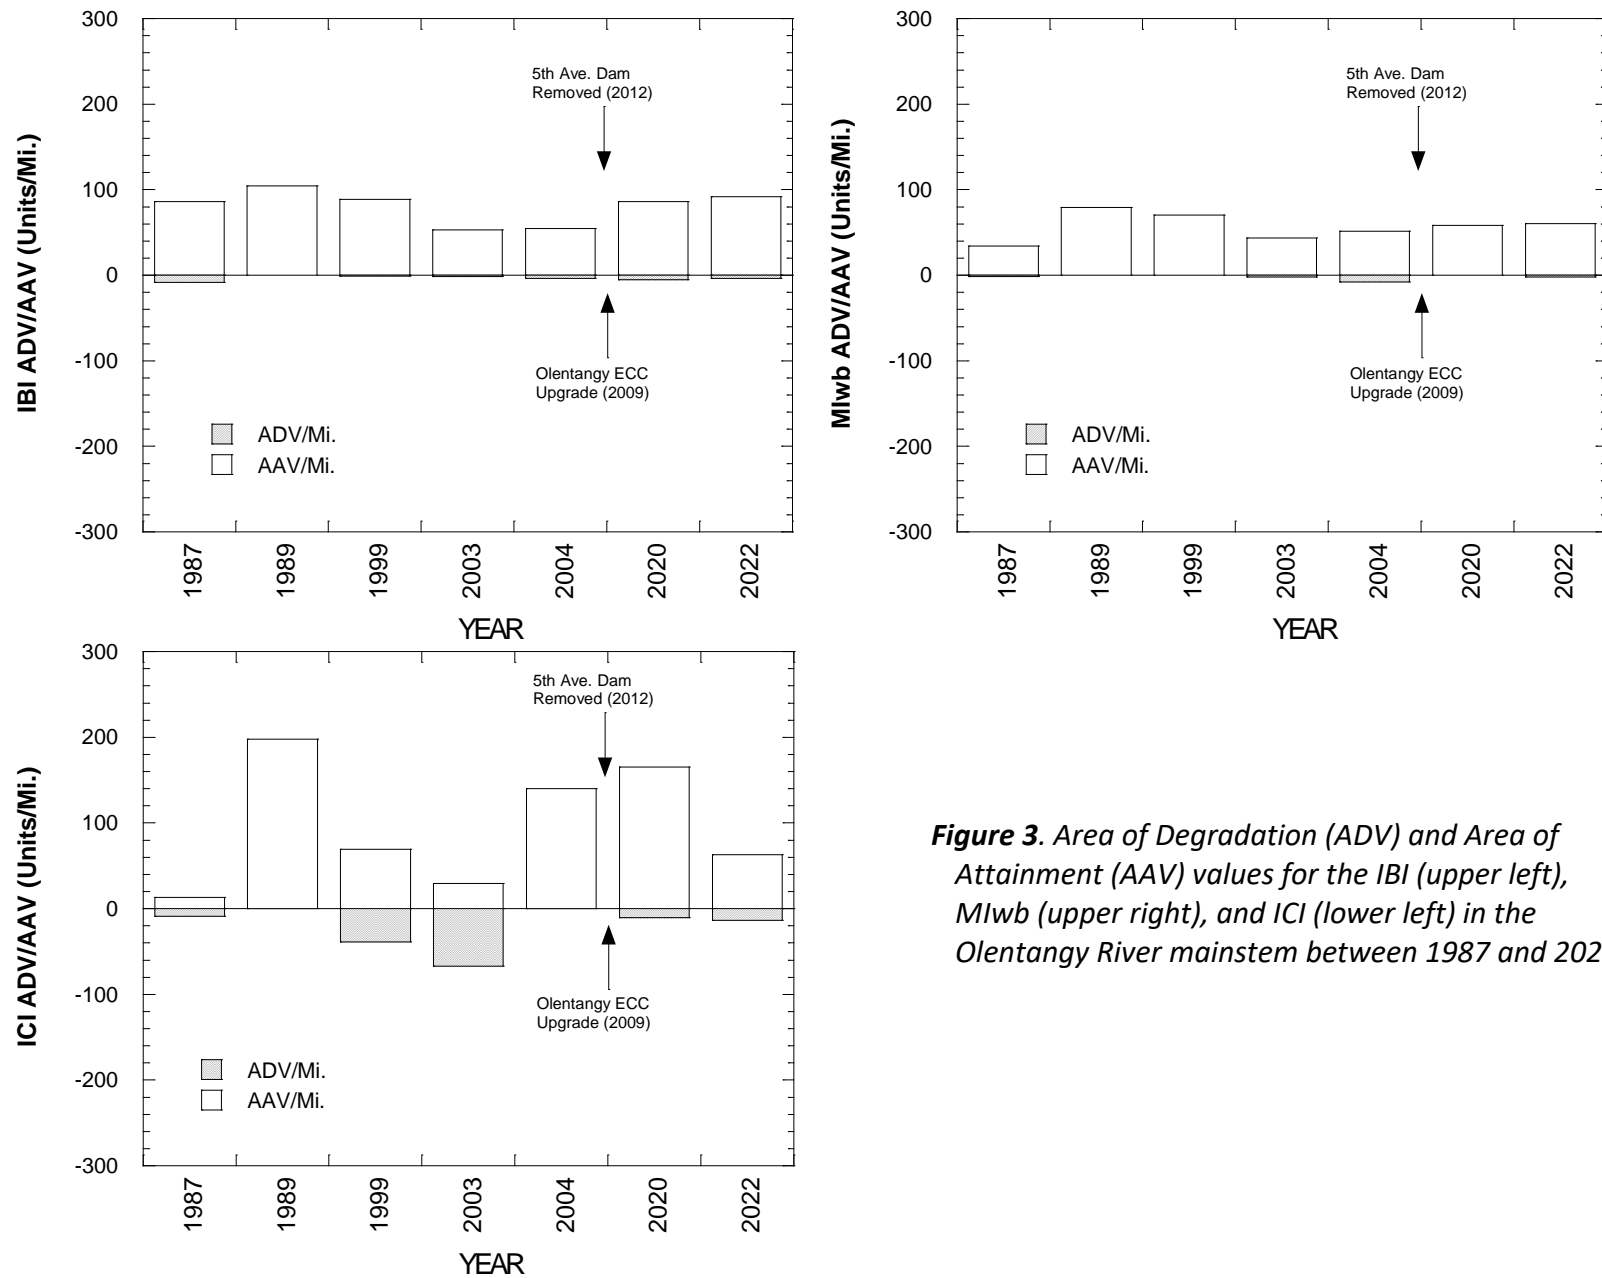 300
200
100
0
-100
-200
-300
IBI ADV/AAV (Units/Mi.)
5th Ave. Dam
Removed (2012)
Olentangy ECC
Upgrade (2009)
ADV/Mi.
AAV/Mi.
1987
1989
1999
2003
2004
2020
2022
YEAR
300
200
100
0
-100
-200
-300
MIwb ADV/AAV (Units/Mi.)
5th Ave. Dam
Removed (2012)
Olentangy ECC
Upgrade (2009)
ADV/Mi.
AAV/Mi.
1987
1989
1999
2003
2004
2020
2022
YEAR
300
200
100
0
-100
-200
-300
ICI ADV/AAV (Units/Mi.)
5th Ave. Dam
Removed (2012)
Olentangy ECC
Upgrade (2009)
ADV/Mi.
AAV/Mi.
1987
1989
1999
2003
2004
2020
2022
YEAR
Figure 3. Area of Degradation (ADV) and Area of
Attainment (AAV) values for the IBI (upper left),
MIwb (upper right), and ICI (lower left) in the
Olentangy River mainstem between 1987 and 202